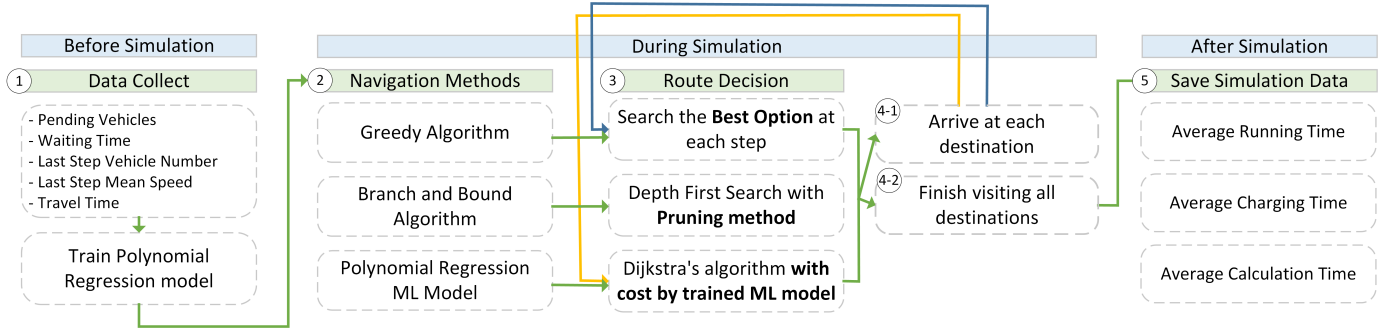 Before Simulation
During Simulation
After Simulation
1
Data Collect
- Pending Vehicles
- Waiting Time
- Last Step Vehicle Number
- Last Step Mean Speed
- Travel Time
Train Polynomial
Regression model
2
Navigation Methods
Greedy Algorithm
Branch and Bound
Algorithm
Polynomial Regression
ML Model
3
Route Decision
Search the Best Option at
each step
Depth First Search with
Pruning method
Dijkstra's algorithm with
cost by trained ML model
4-1
Arrive at each
destination
4-2
Finish visiting all
destinations
5
Save Simulation Data
Average Running Time
Average Charging Time
Average Calculation Time